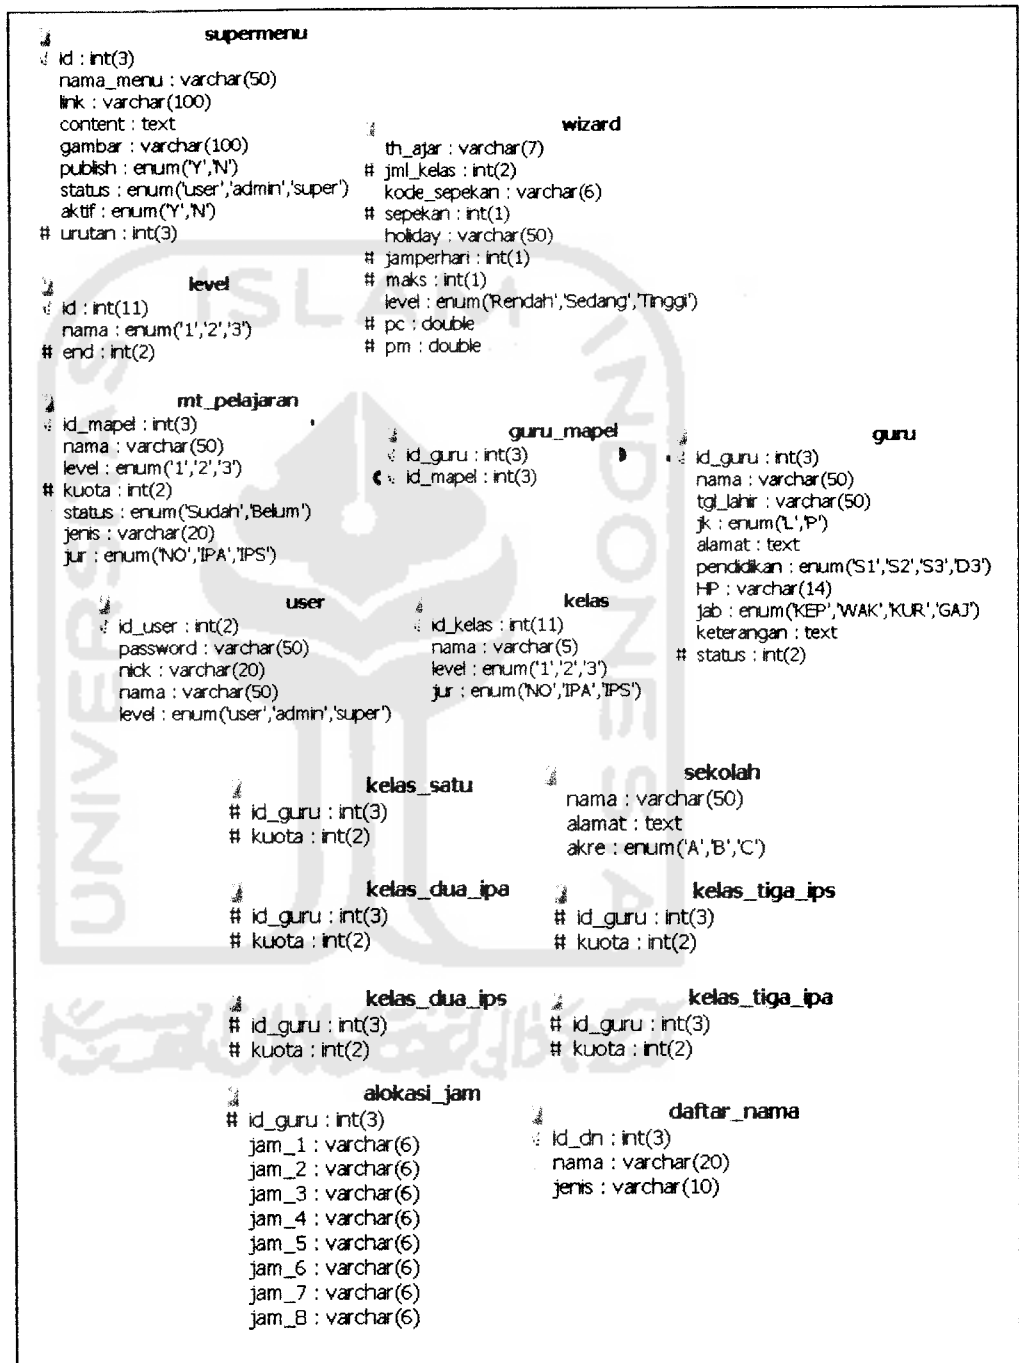 supermenu
id : int(3)
nama_menu : varchar(50)
link : varchar(100)
content : text
gambar : varchar(100)
publish : enum('Y','N')
status : enum('user','admin','super')
aktif : enum('Y','N')
# urutan : int(3)
wizard
th_ajar : varchar(7)
# jml_kelas : int(2)
kode_sepekan : varchar(6)
# sepekan : int(1)
holiday : varchar(50)
# jamperhari : int(1)
# maks : int(1)
level : enum('Rendah','Sedang','Tinggi')
# pc : double
# pm : double
level
id : int(11)
nama : enum('1','2','3')
# end : int(2)
mt_pelajaran
id_mapel : int(3)
nama : varchar(50)
level : enum('1','2','3')
# kuota : int(2)
status : enum('Sudah','Belum')
jenis : varchar(20)
jur : enum('NO','IPA','IPS')
guru_mapel
id_guru : int(3)
id_mapel : int(3)
guru
id_guru : int(3)
nama : varchar(50)
tgl_lahir : varchar(50)
jk : enum('L','P')
alamat : text
pendidikan : enum('S1','S2','S3','D3')
HP : varchar(14)
jab : enum('KEP','WAK','KUR','GAJ')
keterangan : text
# status : int(2)
user
id_user : int(2)
password : varchar(50)
nick : varchar(20)
nama : varchar(50)
level : enum('user','admin','super')
kelas
id_kelas : int(11)
nama : varchar(5)
level : enum('1','2','3')
jur : enum('NO','IPA','IPS')
kelas_satu
# id_guru : int(3)
# kuota : int(2)
sekolah
nama : varchar(50)
alamat : text
akre : enum('A','B','C')
kelas_dua_ipa
# id_guru : int(3)
# kuota : int(2)
kelas_tiga_ips
# id_guru : int(3)
# kuota : int(2)
kelas_dua_ips
# id_guru : int(3)
# kuota : int(2)
kelas_tiga_ipa
# id_guru : int(3)
# kuota : int(2)
alokasi_jam
# id_guru : int(3)
jam_1 : varchar(6)
jam_2 : varchar(6)
jam_3 : varchar(6)
jam_4 : varchar(6)
jam_5 : varchar(6)
jam_6 : varchar(6)
jam_7 : varchar(6)
jam_8 : varchar(6)
daftar_nama
id_dn : int(3)
nama : varchar(20)
jenis : varchar(10)
UNIVERSITAS
ISLAM
INDONESIA